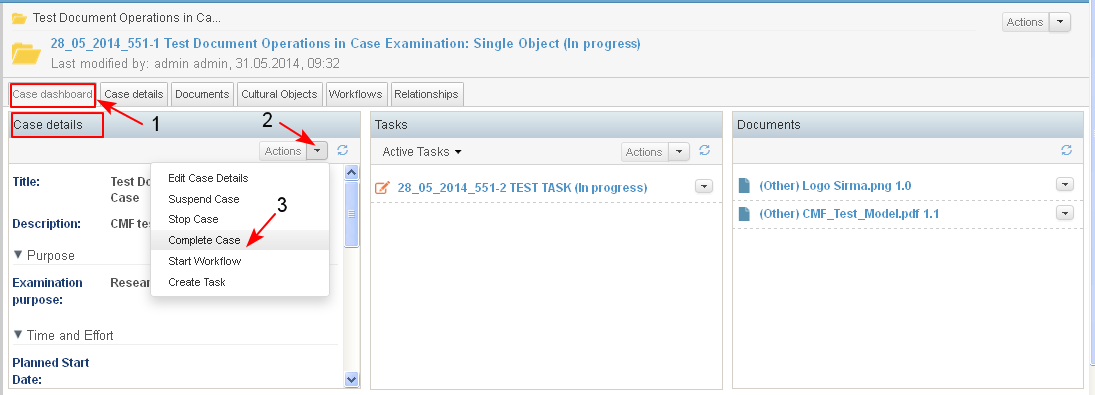 Test Document Operations in Ca...
Actions
28_05_2014_551-1 Test Document Operations in Case Examination: Single Object (In progress)
Last modified by: admin admin, 31.05.2014, 09:32
Case dashboard Case details Documents Cultural Objects Workflows Relationships
1
2
3
Case details
Actions
Edit Case Details
Suspend Case
Stop Case
Complete Case
Start Workflow
Create Task
Title: Test Do
Case
Description: CMF tes
Purpose
Examination purpose: Resear
Time and Effort
Planned Start
Date:
Tasks
Active Tasks Actions
28_05_2014_551-2 TEST TASK (In progress)
Documents
(Other) Logo Sirma.png 1.0
(Other) CMF_Test_Model.pdf 1.1